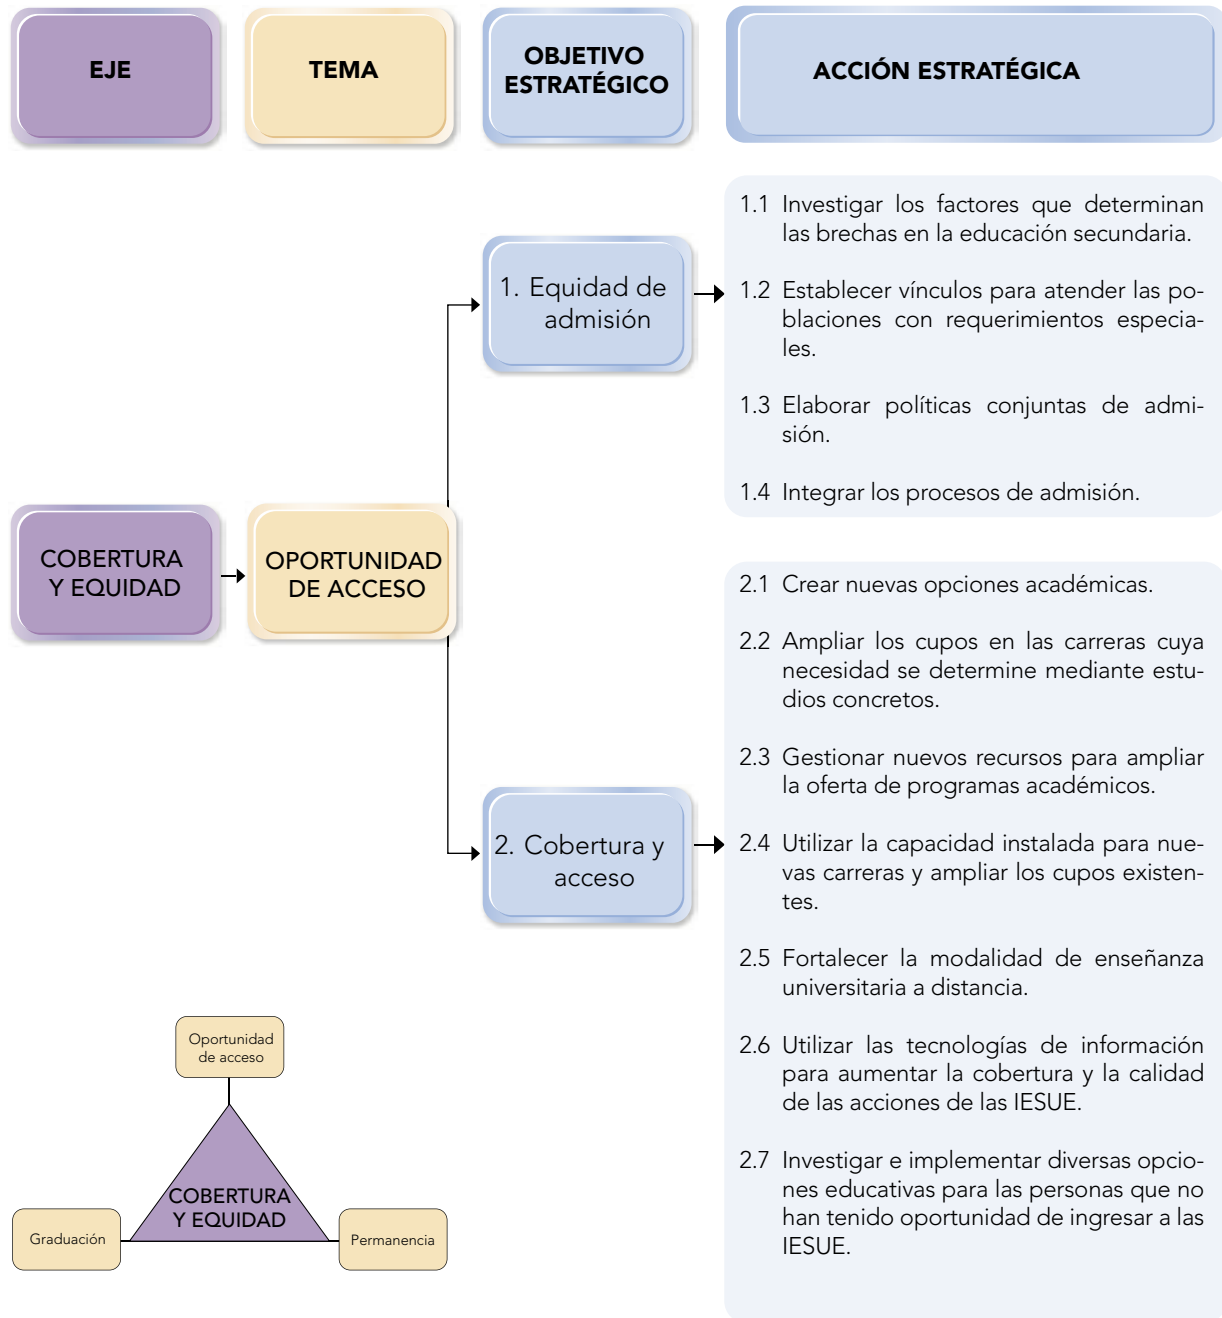 EJE
TEMA
OBJETIVO
ESTRATÉGICO
ACCIÓN ESTRATÉGICA
1. Equidad de
admisión
1.1 Investigar los factores que determinan
las brechas en la educación secundaria.
1.2 Establecer vínculos para atender las po-
blaciones con requerimientos especia-
les.
1.3 Elaborar políticas conjuntas de admi-
sión.
1.4 Integrar los procesos de admisión.
COBERTURA
Y EQUIDAD
OPORTUNIDAD
DE ACCESO
2. Cobertura y
acceso
2.1 Crear nuevas opciones académicas.
2.2 Ampliar los cupos en las carreras cuya
necesidad se determine mediante estu-
dios concretos.
2.3 Gestionar nuevos recursos para ampliar
la oferta de programas académicos.
2.4 Utilizar la capacidad instalada para nue-
vas carreras y ampliar los cupos existen-
tes.
2.5 Fortalecer la modalidad de enseñanza
universitaria a distancia.
2.6 Utilizar las tecnologías de información
para aumentar la cobertura y la calidad
de las acciones de las IESUE.
2.7 Investigar e implementar diversas opcio-
nes educativas para las personas que no
han tenido oportunidad de ingresar a las
IESUE.
Oportunidad
de acceso
COBERTURA
Y EQUIDAD
Graduación
Permanencia